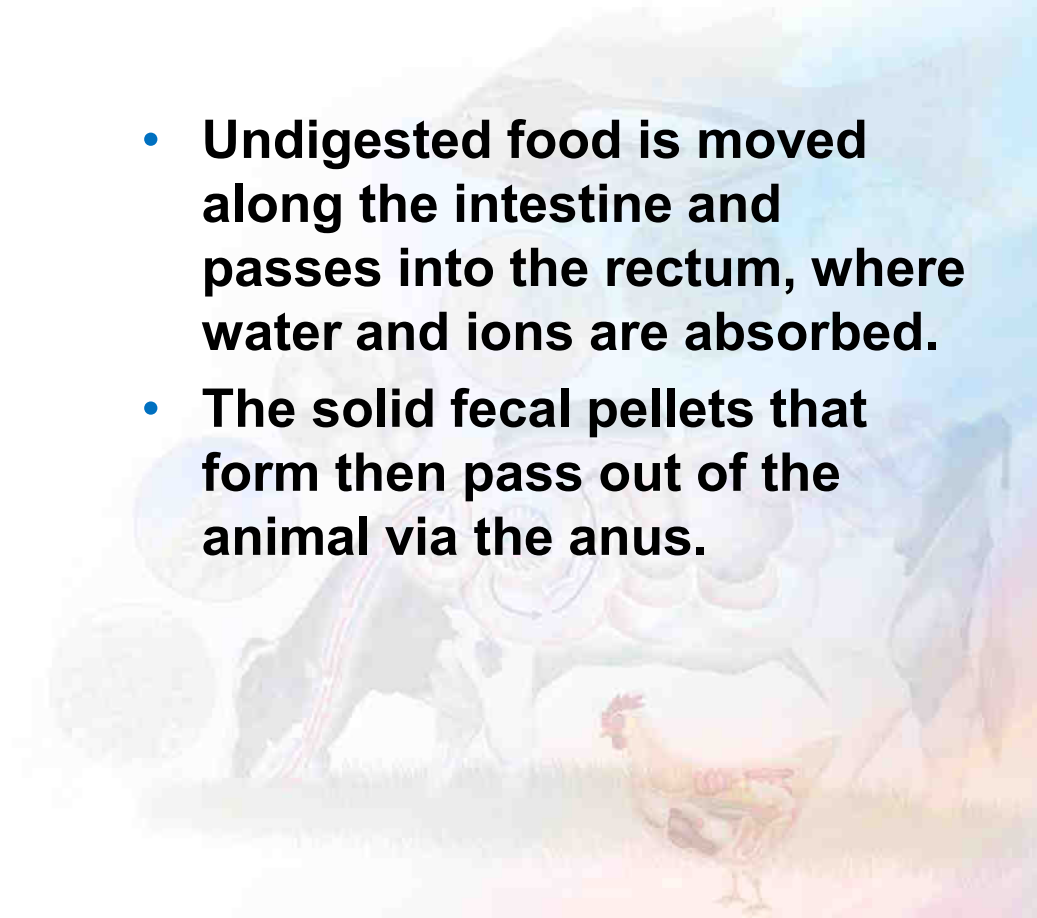 • Undigested food is moved
along the intestine and
passes into the rectum, where
water and ions are absorbed.
• The solid fecal pellets that
form then pass out of the
animal via the anus.